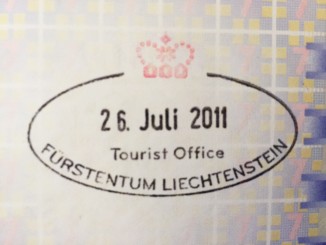 26. Juli 2011
Tourist Office
FÜRSTENTUM LIECHTENSTEIN